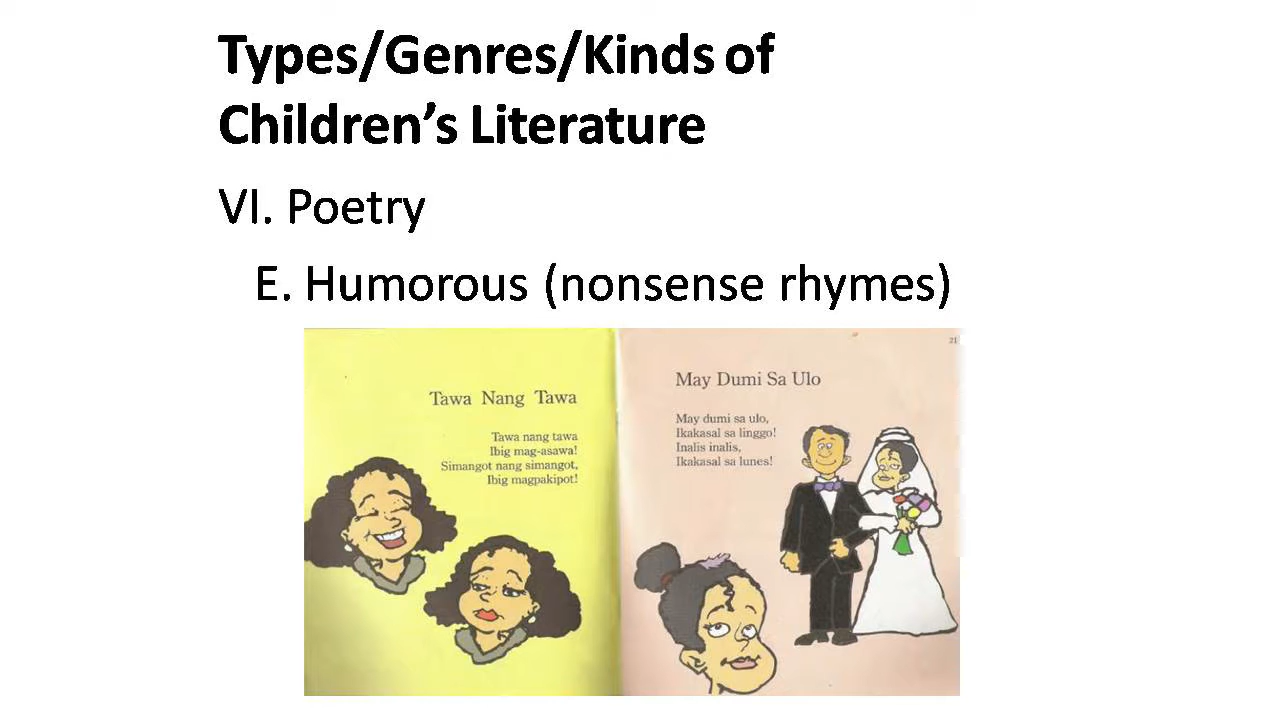 Types/Genres/Kinds of
Children’s Literature
VI. Poetry
E. Humorous (nonsense rhymes)
Tawa Nang Tawa
Tawa nang tawa
Ibig mag-asawa!
Simangot nang simangot,
Ibig magpakipot!
21
May Dumi Sa Ulo
May dumi sa ulo,
Ikakasal sa linggo!
Inalis inalis,
Ikakasal sa lunes!